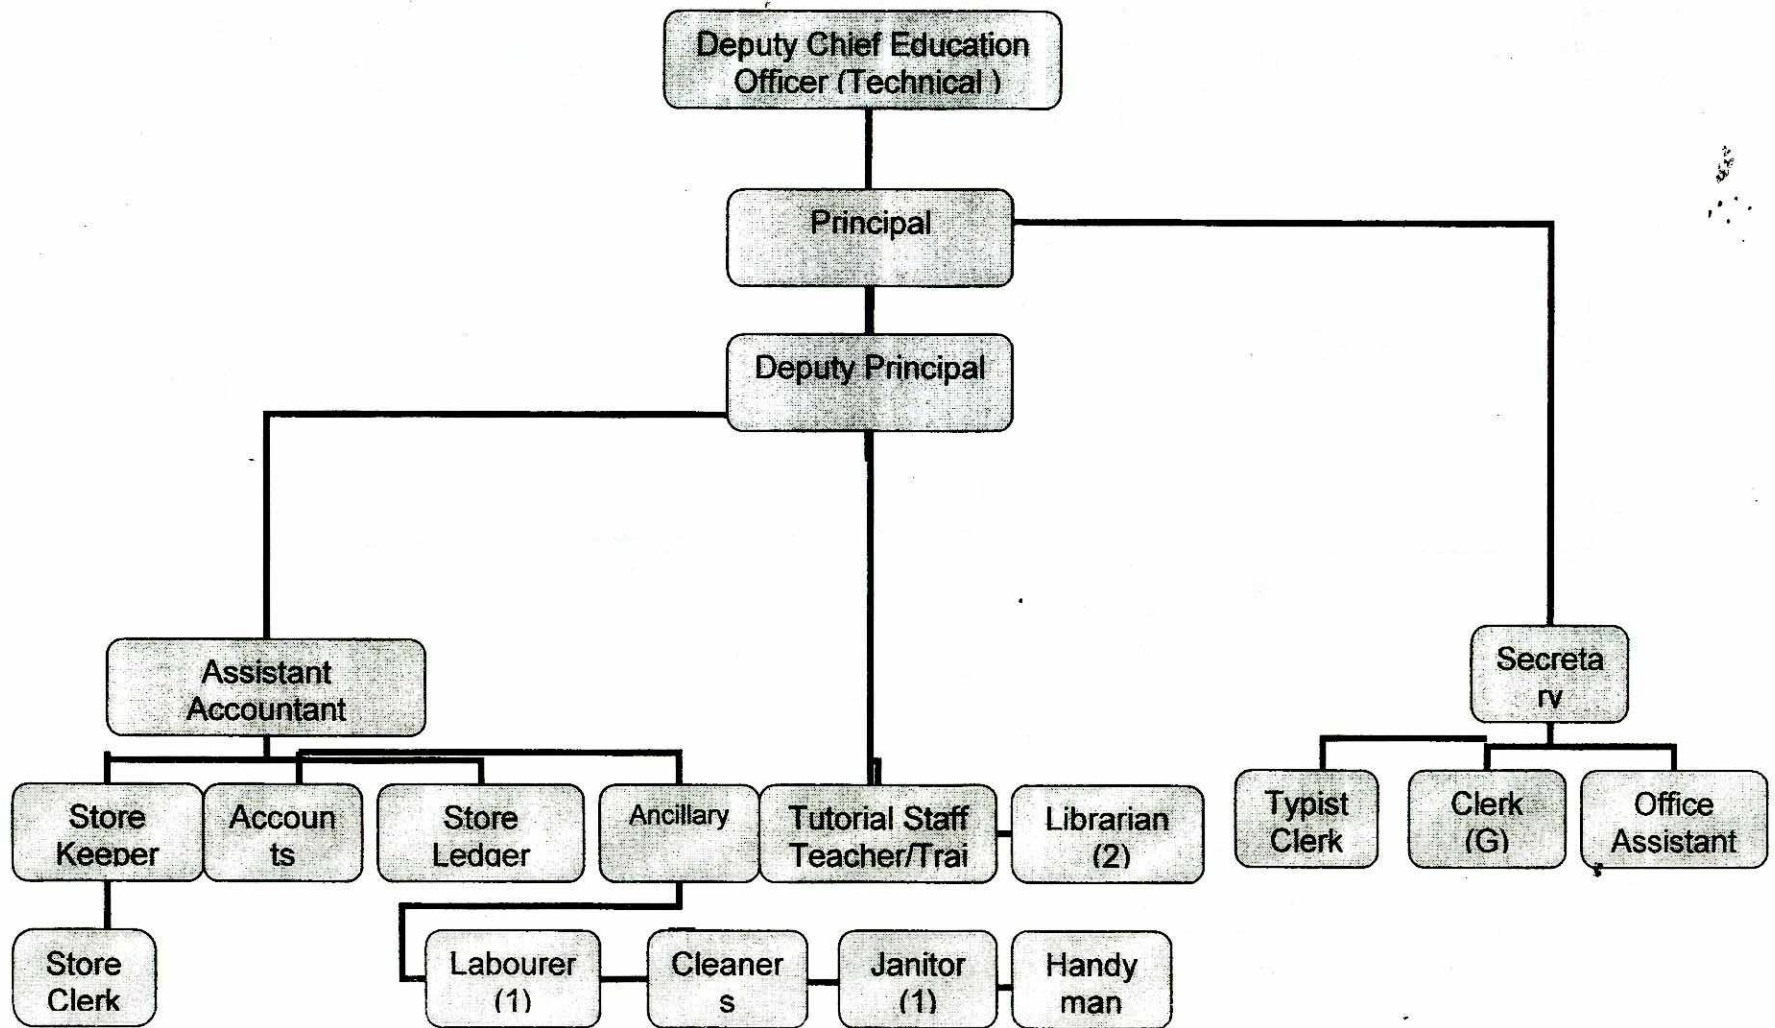 Deputy Chief Education
Officer (Technical )
Principal
Deputy Principal
Assistant
Accountant
Secreta
ry
Store
Keeper
Accoun
ts
Store
Ledger
Ancillary
Tutorial Staff
Teacher/Trai
Librarian
(2)
Typist
Clerk
Clerk
(G)
Office
Assistant
Store
Clerk
Labourer
(1)
Cleaner
s
Janitor
(1)
Handy
man